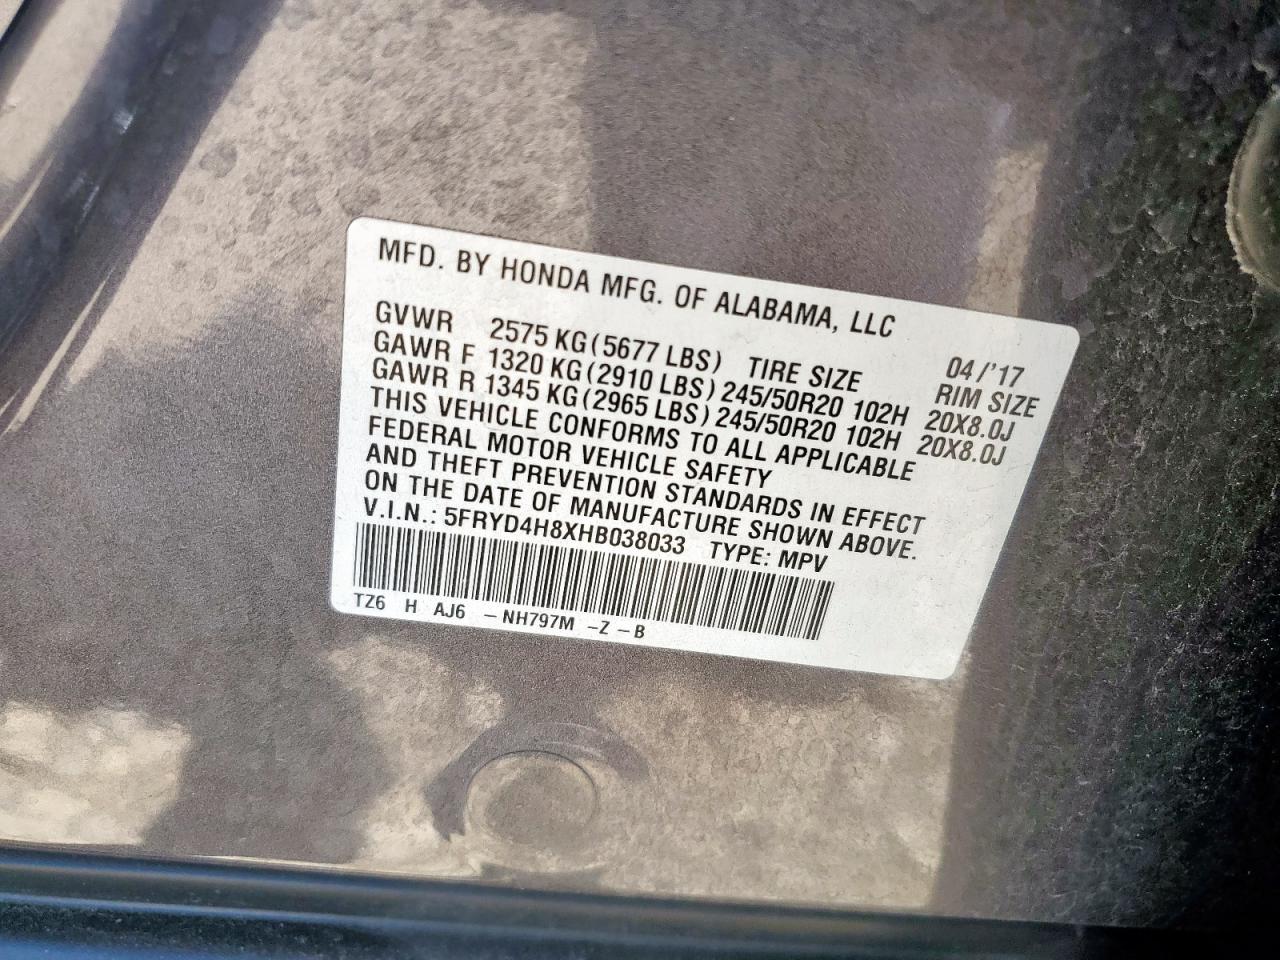 MFD. BY HONDA MFG. OF ALABAMA, LLC
04/'17
GVWR 2575 KG(5677 LBS) TIRE SIZE RIM SIZE
GAWR F 1320 KG(2910 LBS) 245/50R20 102H 20X8.0J
GAWR R 1345 KG(2965 LBS) 245/50R20 102H 20X8.0J
THIS VEHICLE CONFORMS TO ALL APPLICABLE
FEDERAL MOTOR VEHICLE SAFETY
AND THEFT PREVENTION STANDARDS IN EFFECT
ON THE DATE OF MANUFACTURE SHOWN ABOVE.
V.I.N.: 5FRYD4H8XHB038033 TYPE: MPV
TZ6 H AJ6 – NH797M –Z –B